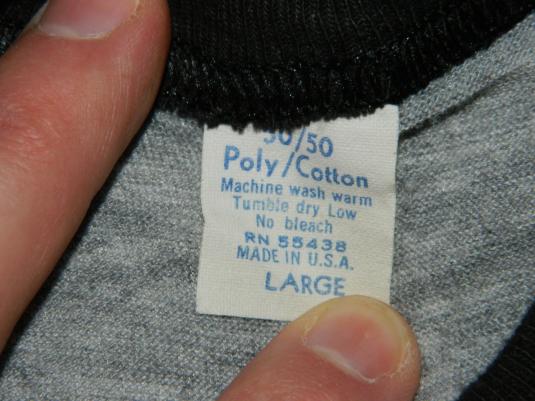 50/50
Poly/Cotton
Machine wash warm
Tumble dry Low
No bleach
RN 55438
MADE IN U.S.A.
LARGE